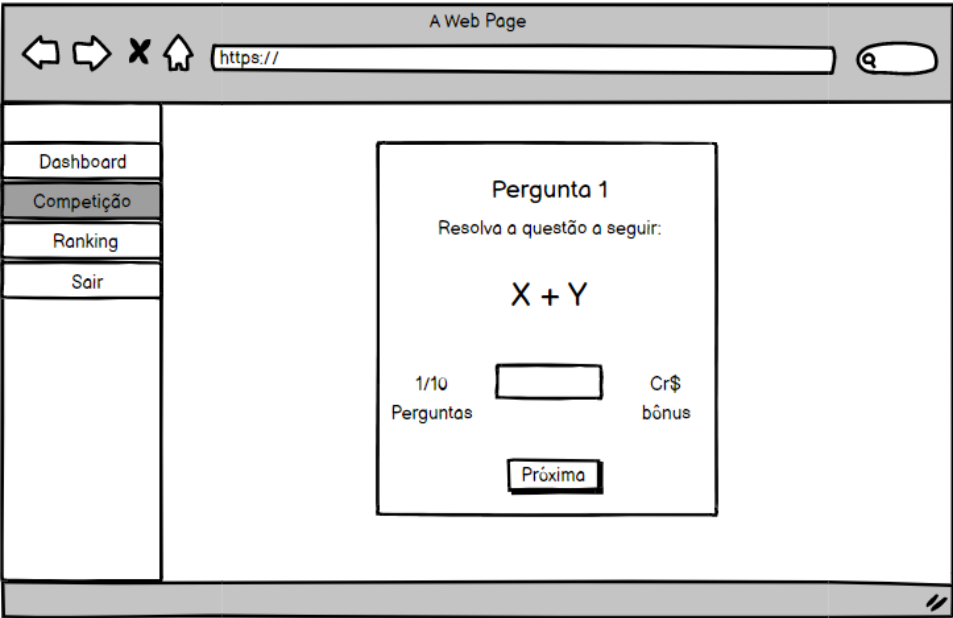 A Web Page
https://
Dashboard
Competição
Ranking
Sair
Pergunta 1
Resolva a questão a seguir:
X + Y
1/10
Perguntas
Cr$
bônus
Próxima